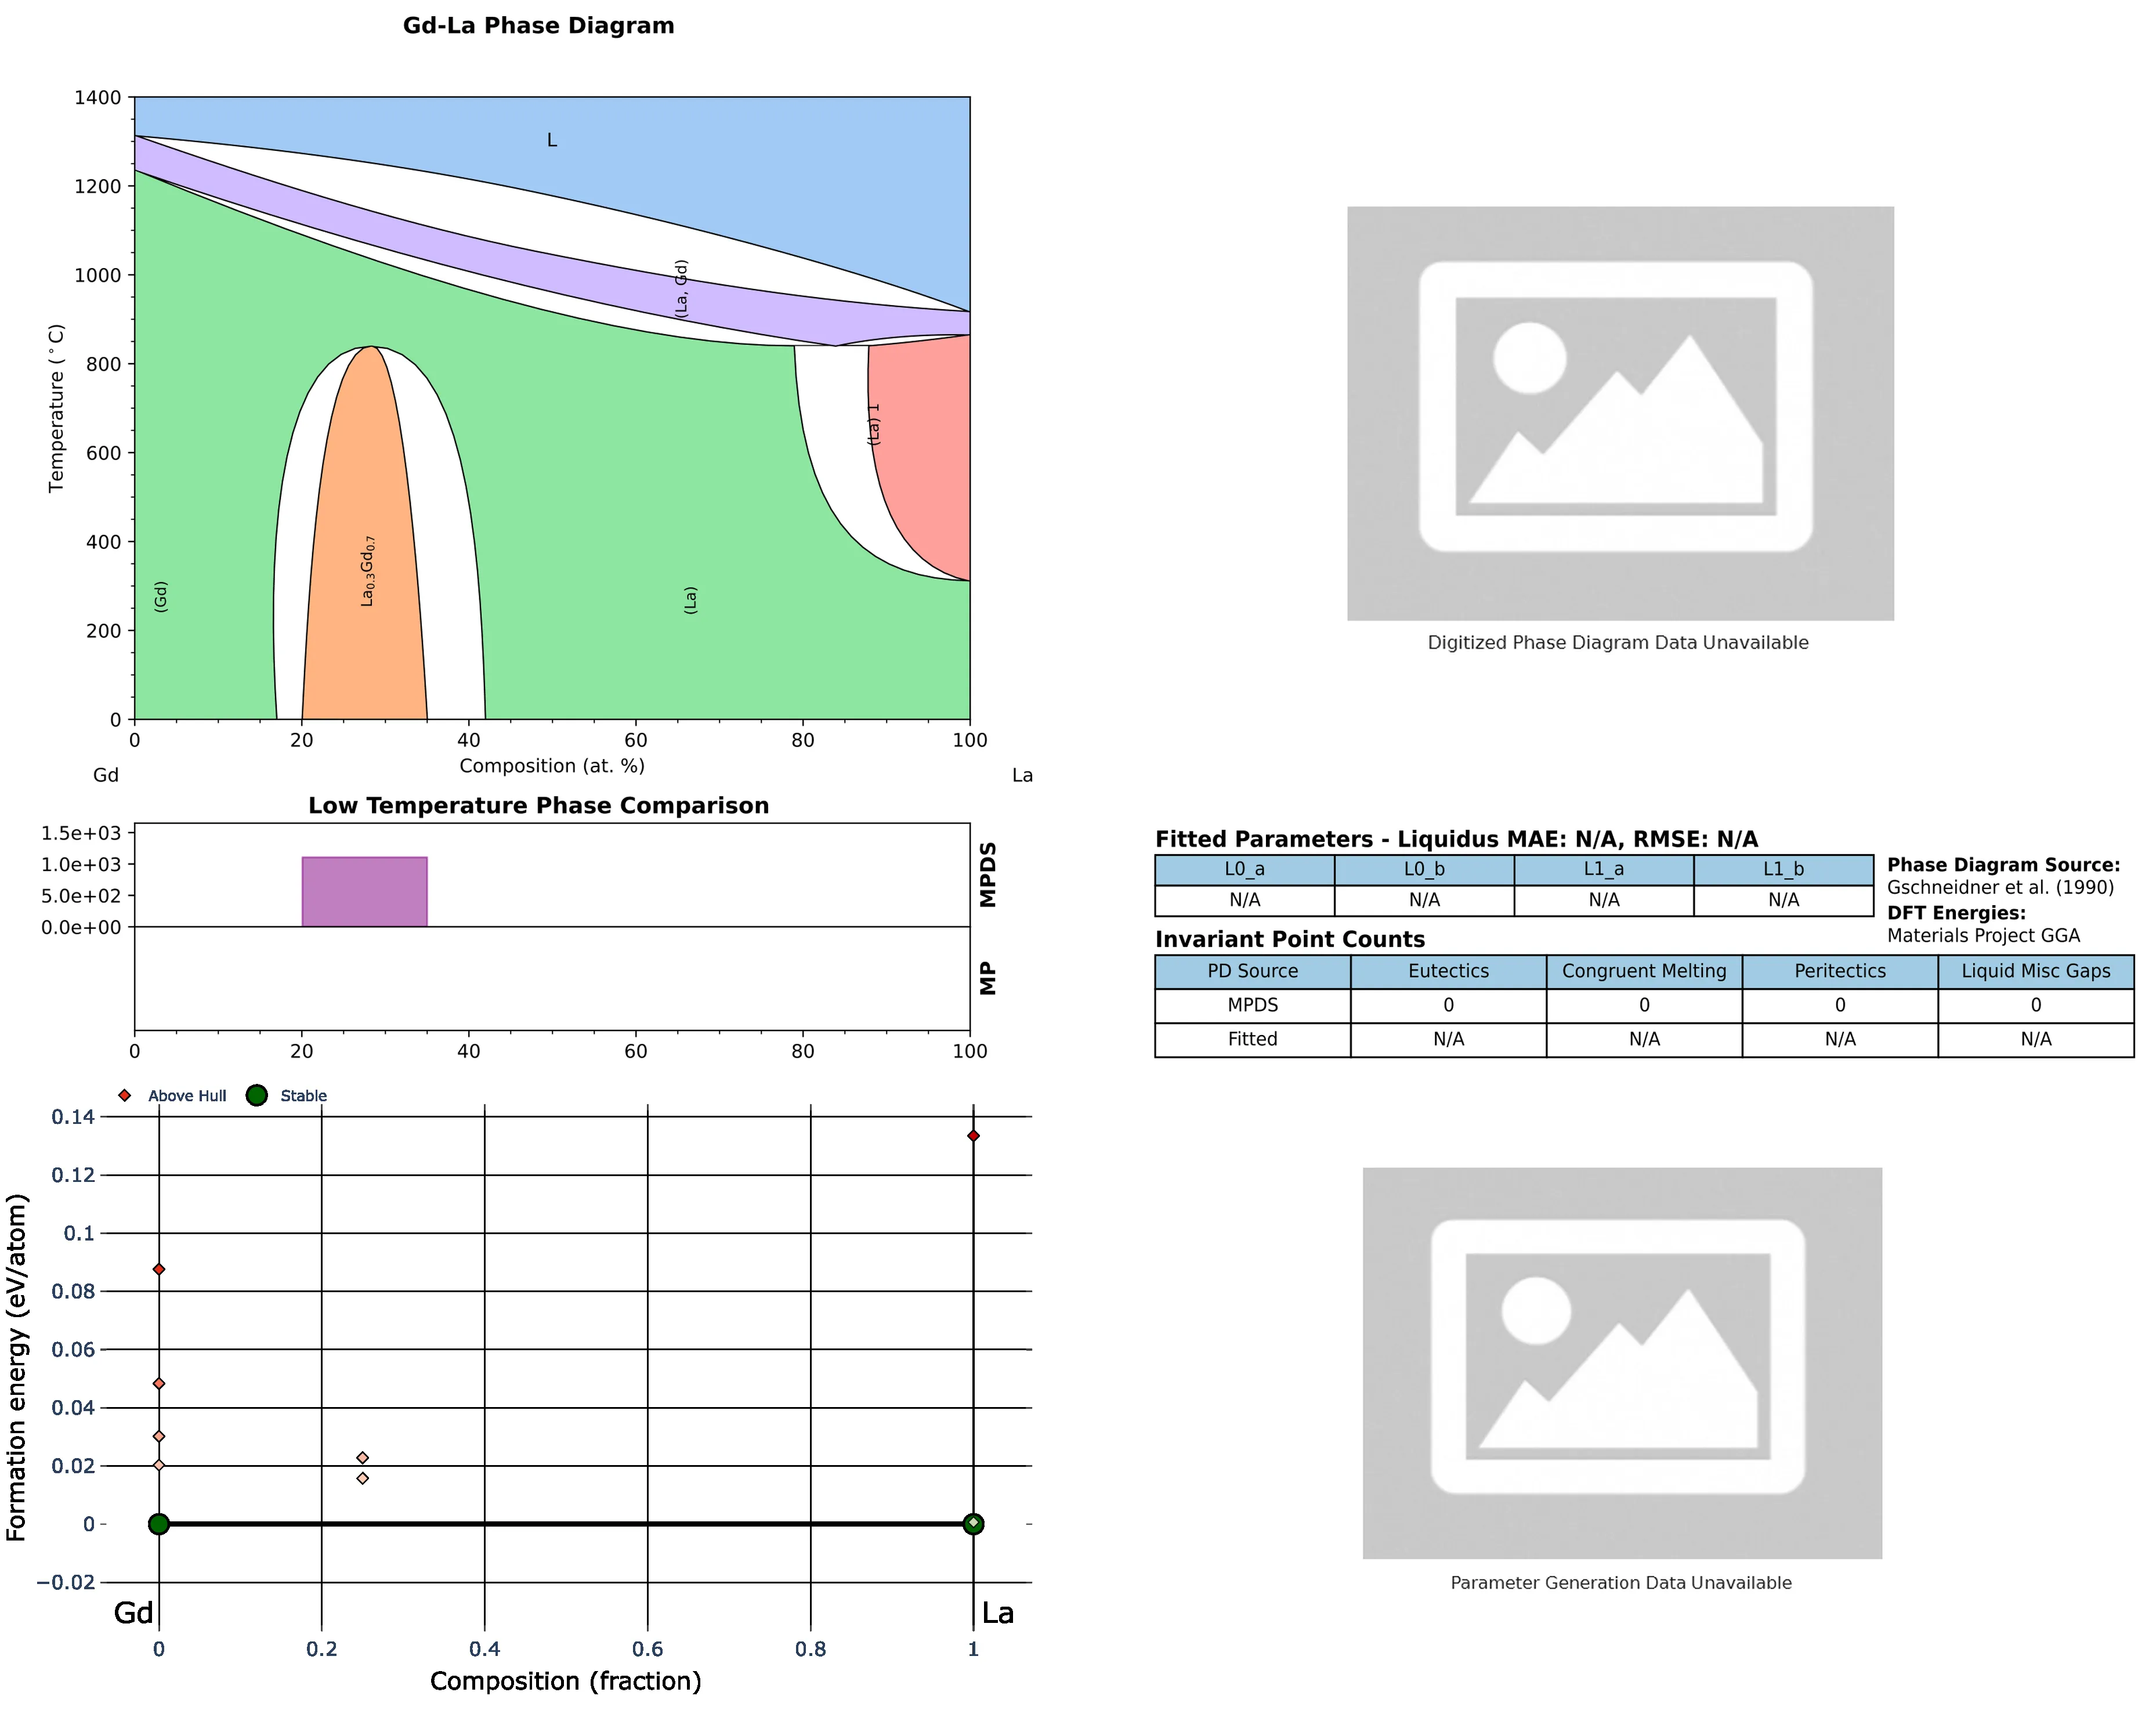 Gd-La Phase Diagram
1400
1200
1000
800
600
400
200
0
Temperature (°C)
L
(La, Gd)
(La) 1
La0.3Gd0.7
(Gd)
(La)
0 20 40 60 80 100
Composition (at. %)
Gd La
Digitized Phase Diagram Data Unavailable
Low Temperature Phase Comparison
1.5e+03
1.0e+03
5.0e+02
0.0e+00
MPDS
MP
0 20 40 60 80 100
Fitted Parameters - Liquidus MAE: N/A, RMSE: N/A
L0_a L0_b L1_a L1_b
N/A N/A N/A N/A
Phase Diagram Source:
Gschneidner et al. (1990)
DFT Energies:
Materials Project GGA
Invariant Point Counts
PD Source Eutectics Congruent Melting Peritectics Liquid Misc Gaps
MPDS 0 0 0 0
Fitted N/A N/A N/A N/A
Above Hull Stable
0.14
0.12
0.1
0.08
0.06
0.04
0.02
0
−0.02
Formation energy (eV/atom)
Gd La
0 0.2 0.4 0.6 0.8 1
Composition (fraction)
Parameter Generation Data Unavailable